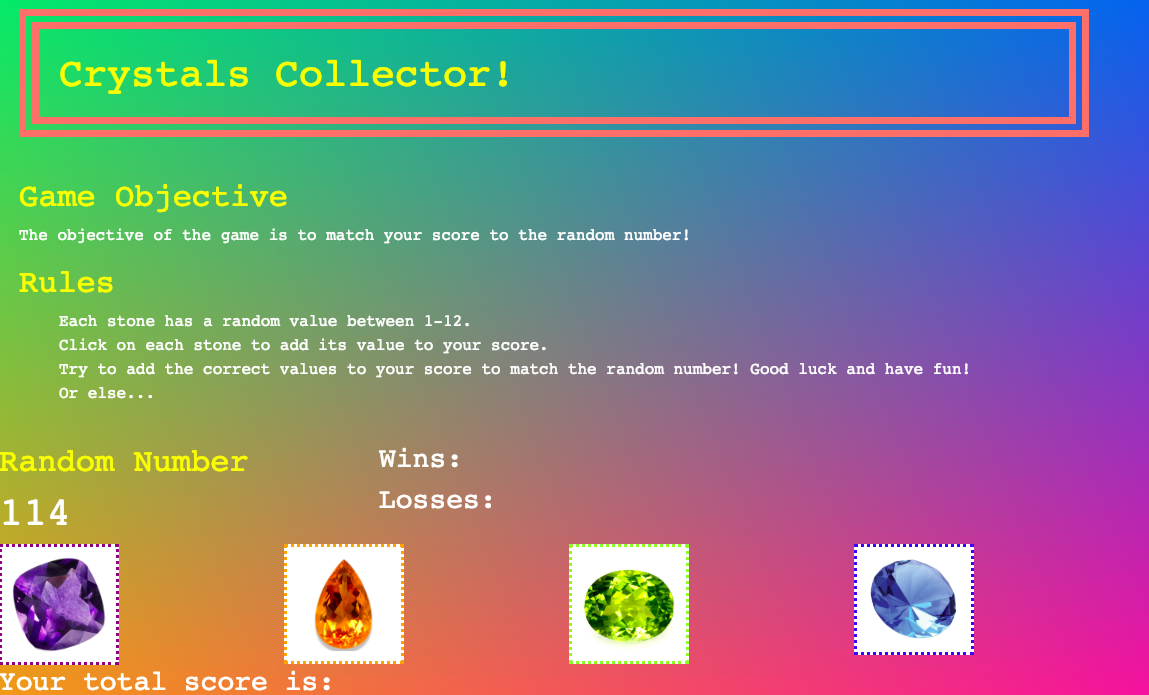 Crystals Collector!
Game Objective
The objective of the game is to match your score to the random number!
Rules
Each stone has a random value between 1-12.
Click on each stone to add its value to your score.
Try to add the correct values to your score to match the random number! Good luck and have fun!
Or else...
Random Number
114
Wins:
Losses:
Your total score is: